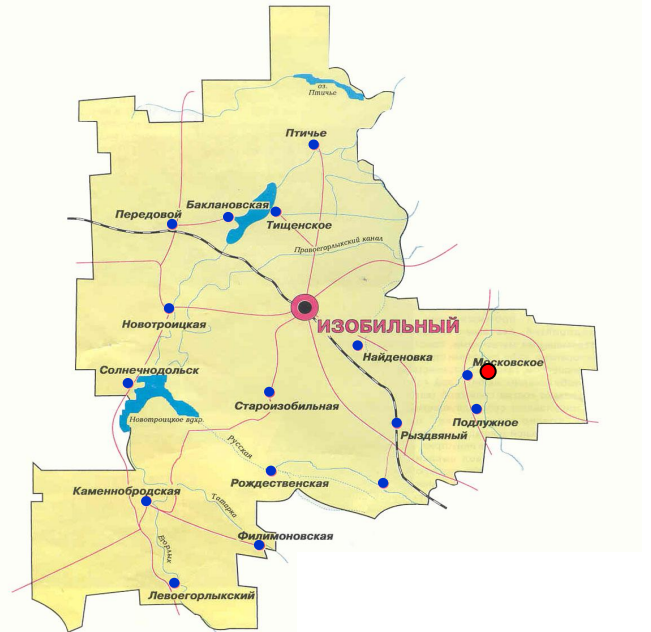 оз.
Птичье
Птичье
Баклановская
Передовой
Тищенское
Правоегорлыкский канал
ИЗОБИЛЬНЫЙ
Новотроицкая
Найденовка
Московское
Солнечнодольск
Староизобильная
Новотроицкое вдхр.
Подлужное
Рыздвяный
Русская
Рождественская
Каменнобродская
Татарка
Филимоновская
Егорлык
Левоегорлыкский